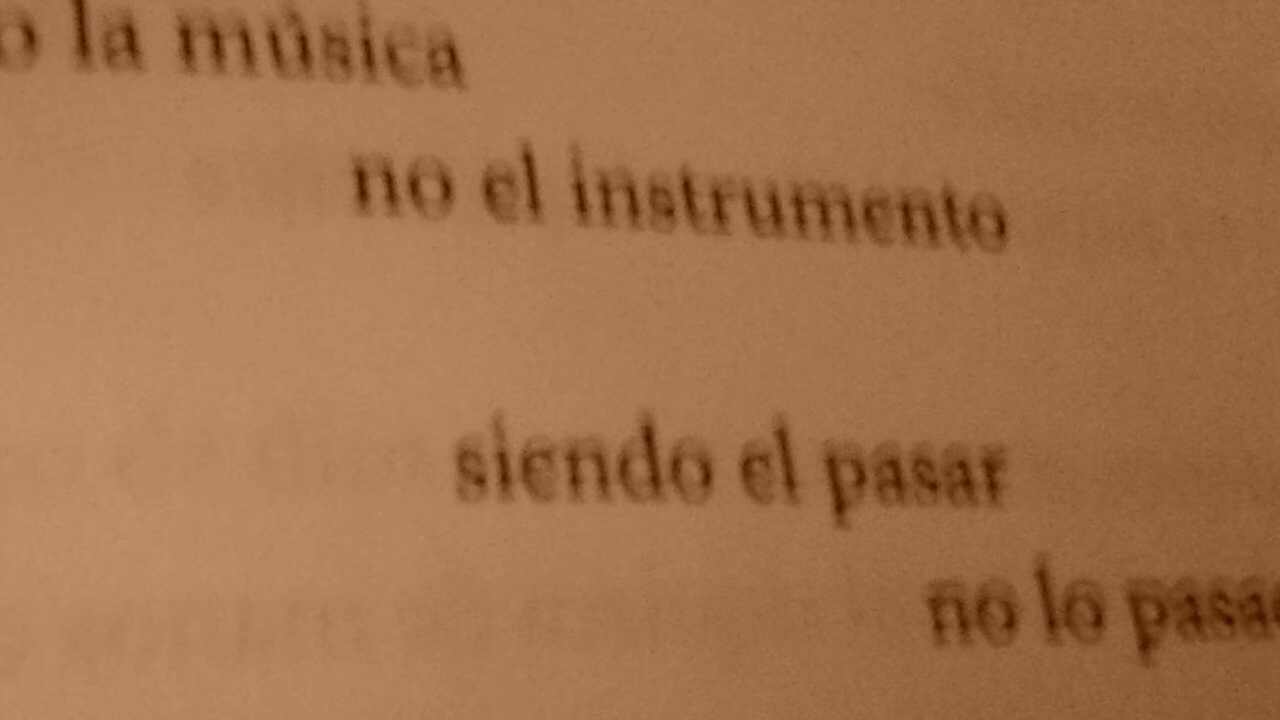 la música
no el instrumento
siendo el pasar
no lo